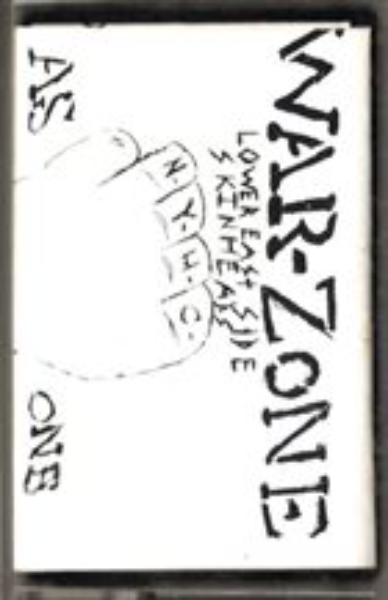 WAR-ZONE
LOWER EAST SIDE
SKINHEADS
N.Y.H.C.
AS ONE